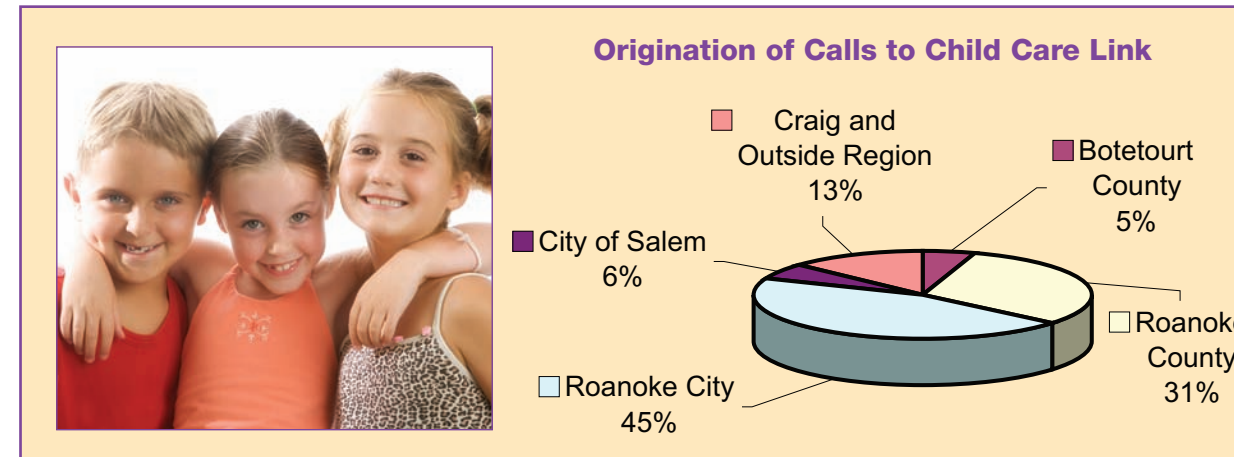 Origination of Calls to Child Care Link
Craig and
Outside Region
13%
Botetourt
County
5%
City of Salem
6%
Roanoke
County
31%
Roanoke City
45%